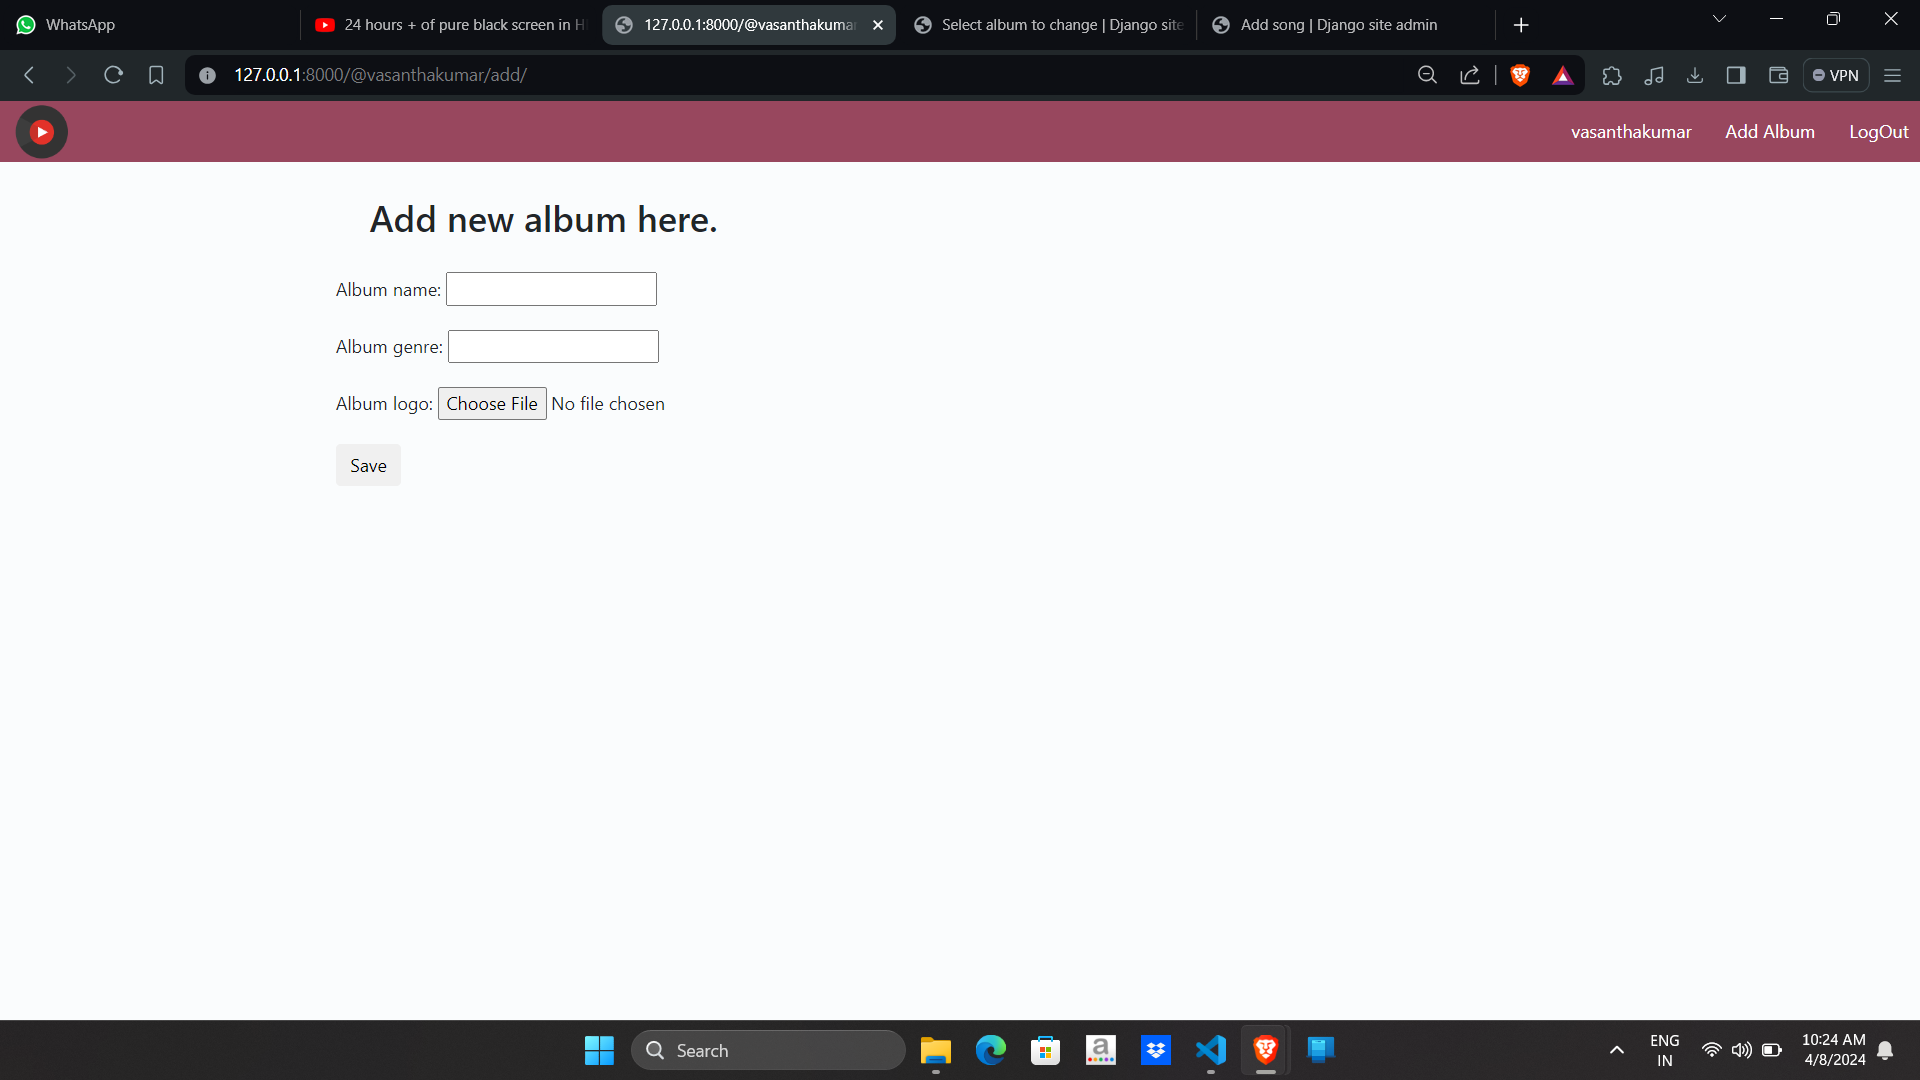 WhatsApp
24 hours + of pure black screen in H
127.0.0.1:8000/@vasanthakuma
Select album to change | Django site
Add song | Django site admin
127.0.0.1:8000/@vasanthakumar/add/
VPN
vasanthakumar
Add Album
LogOut
Add new album here.
Album name:
Album genre:
Album logo: Choose File No file chosen
Save
Search
ENG
IN
10:24 AM
4/8/2024